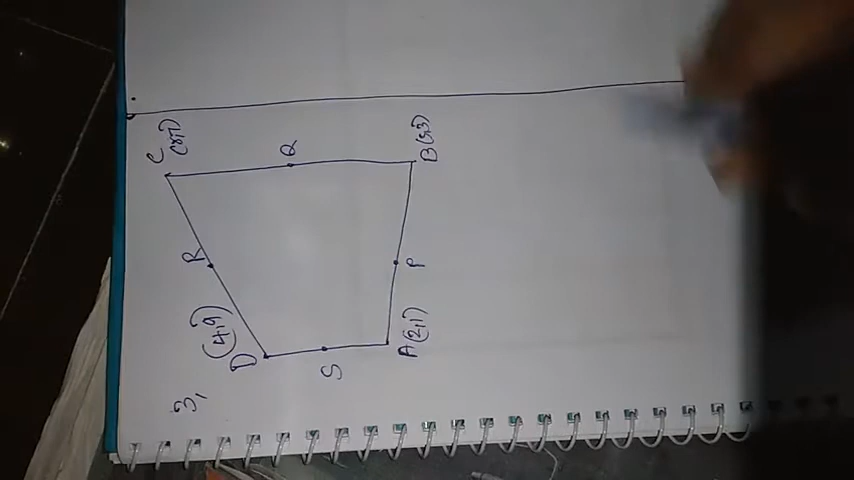 3,
D (4,9)
R
C (8,7)
S
Q
A (2,1)
P
B (5,3)